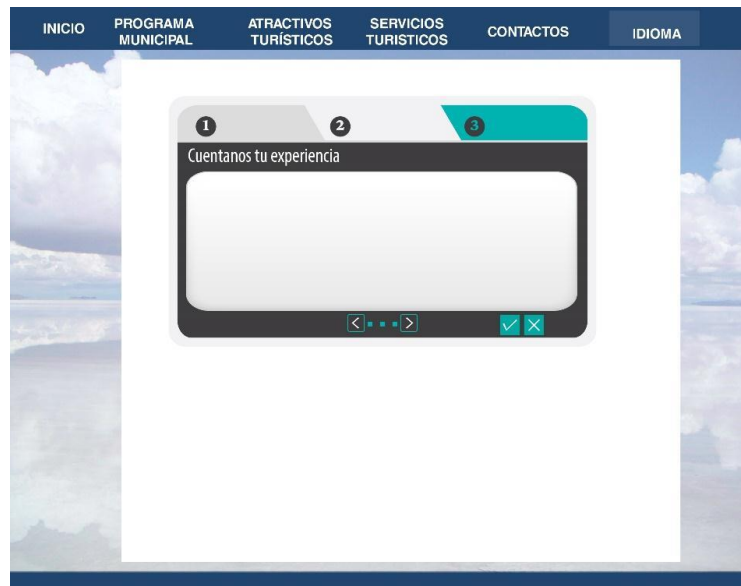 INICIO
PROGRAMA
MUNICIPAL
ATRACTIVOS
TURÍSTICOS
SERVICIOS
TURISTICOS
CONTACTOS
IDIOMA
1
2
3
Cuentanos tu experiencia